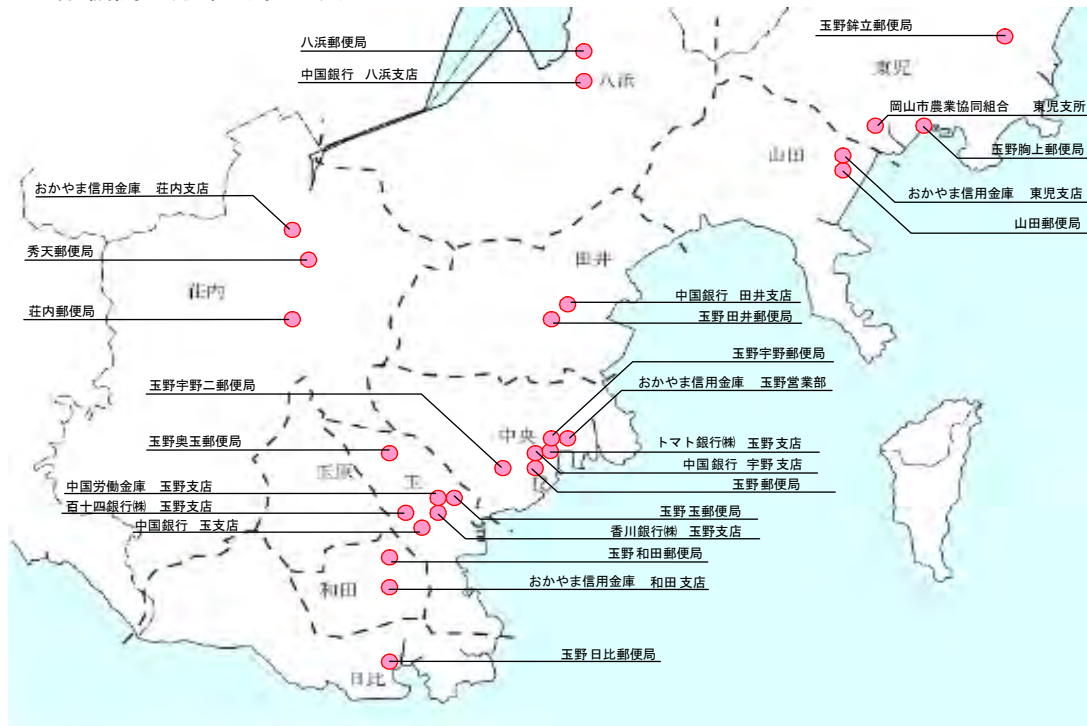 玉野鉾立郵便局
八浜郵便局
東児
中国銀行 八浜支店
八浜
岡山市農業協同組合 東児支所
玉野胸上郵便局
山田
おかやま信用金庫 荘内支店
おかやま信用金庫 東児支店
山田郵便局
秀天郵便局
田井
荘内
中国銀行 田井支店
荘内郵便局
玉野田井郵便局
玉野宇野郵便局
玉野宇野二郵便局
おかやま信用金庫 玉野営業部
中央
玉野奥玉郵便局
トマト銀行㈱ 玉野支店
玉原
中国銀行 宇野支店
玉
中国労働金庫 玉野支店
玉野郵便局
百十四銀行㈱ 玉野支店
玉野玉郵便局
中国銀行 玉支店
香川銀行㈱ 玉野支店
玉野和田郵便局
和田
おかやま信用金庫 和田支店
玉野日比郵便局
日比